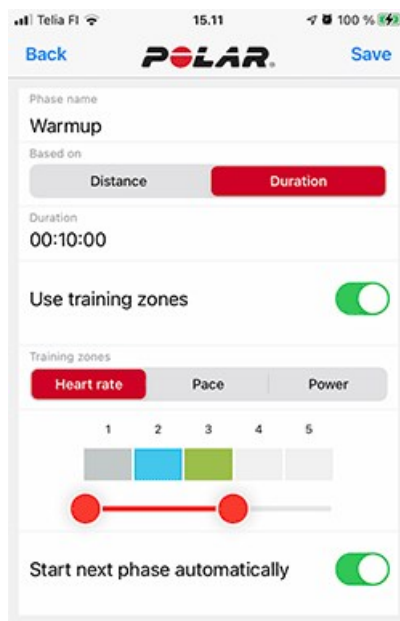 Telia FI 15.11 100 %
Back POLAR. Save
Phase name
Warmup
Based on
Distance Duration
Duration
00:10:00
Use training zones
Training zones
Heart rate Pace Power
1 2 3 4 5
Start next phase automatically